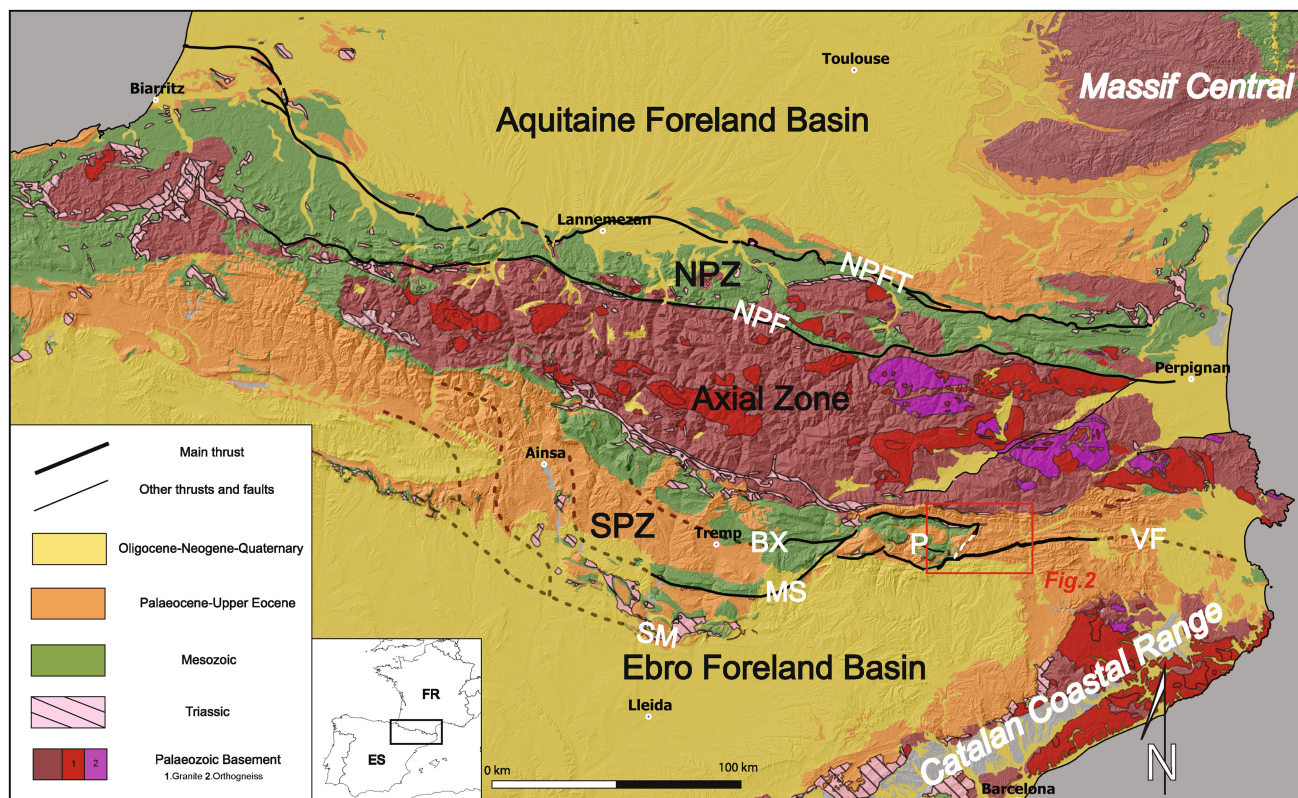 Toulouse
Massif Central
Biarritz
Aquitaine Foreland Basin
Lannemezan
NPZ
NPFT
NPF
Perpignan
Axial Zone
Main thrust
Ainsa
Other thrusts and faults
SPZ
Tremp
BX
P
VF
Oligocene-Neogene-Quaternary
Fig.2
MS
Palaeocene-Upper Eocene
SM
Ebro Foreland Basin
Mesozoic
Catalan Coastal Range
FR
Lleida
Triassic
ES
1 2
Palaeozoic Basement
1.Granite 2.Orthogneiss
0 km 100 km
N
Barcelona